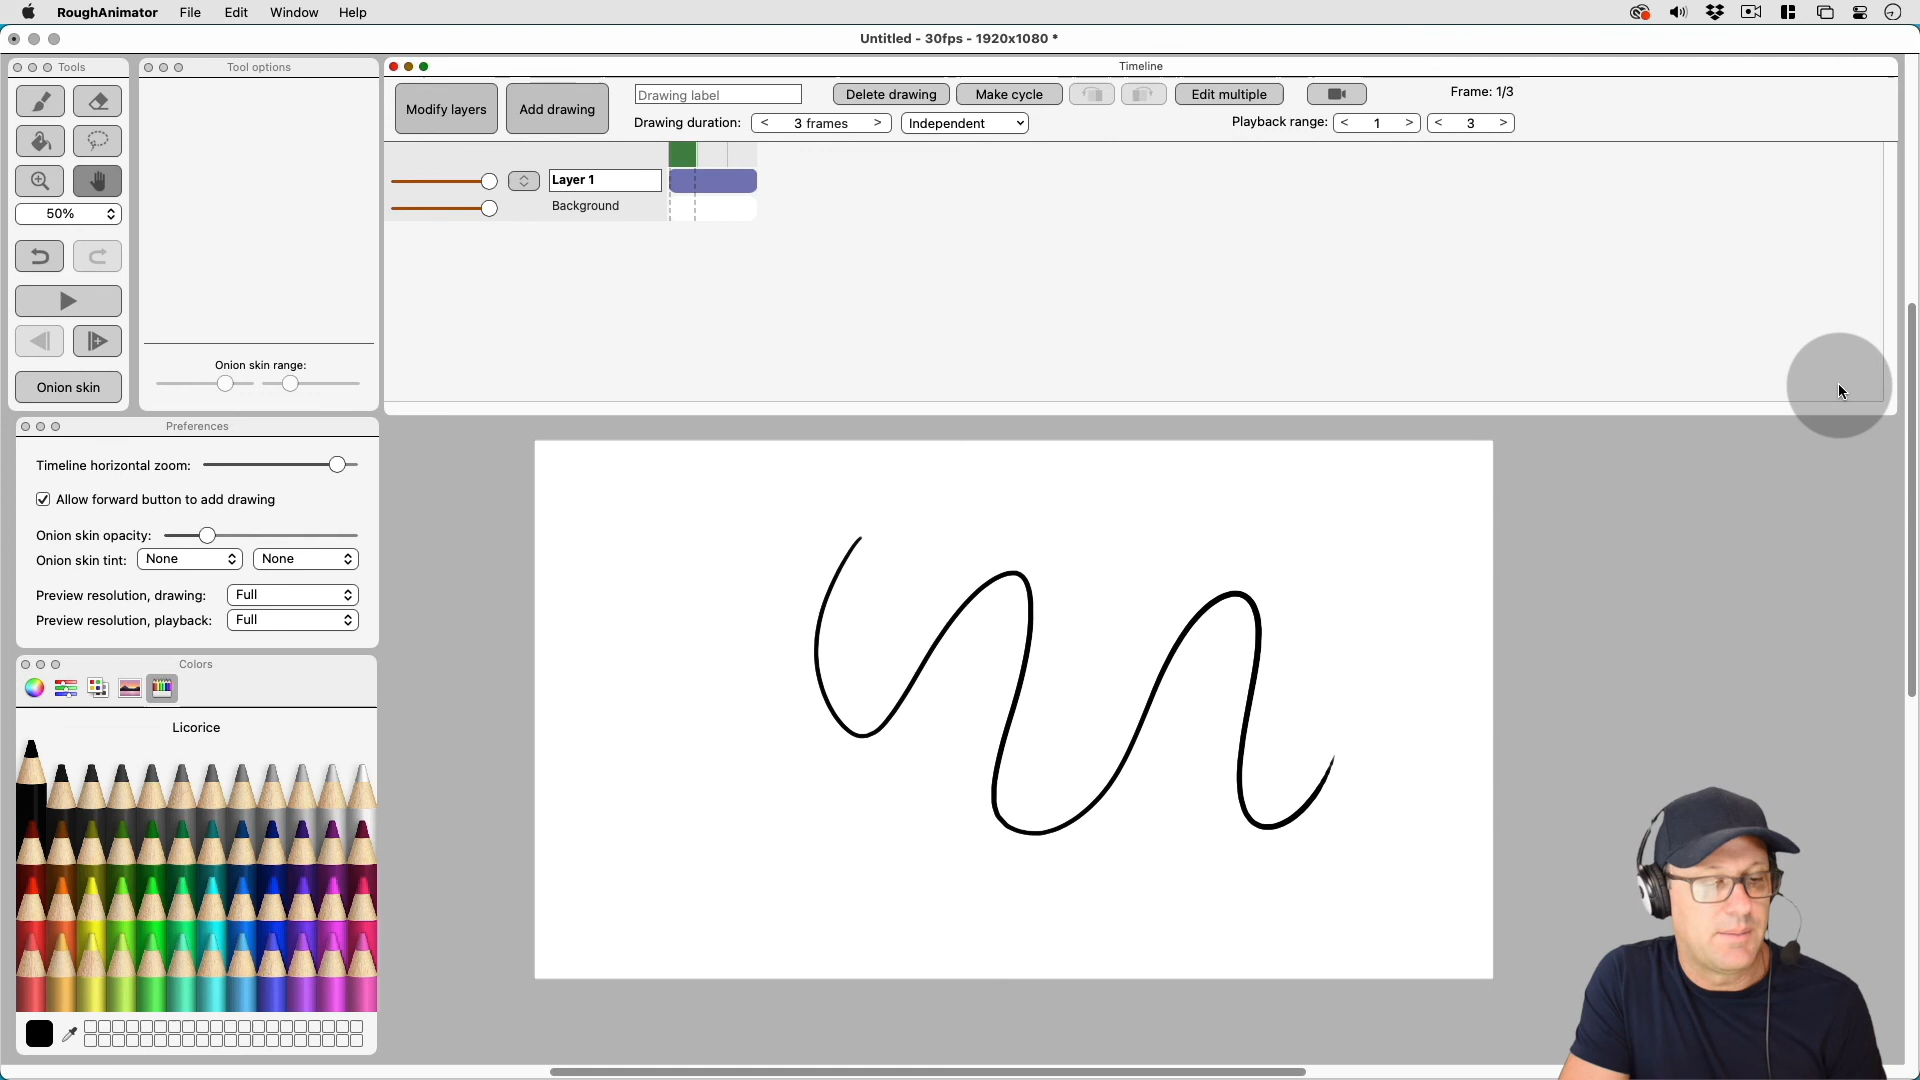 RoughAnimator File Edit Window Help
Untitled - 30fps - 1920x1080 *
Tools
Tool options
Timeline
Modify layers
Add drawing
Drawing label
Delete drawing
Make cycle
Edit multiple
Frame: 1/3
Drawing duration: < 3 frames >
Independent
Playback range: < 1 > < 3 >
Layer 1
Background
50%
Onion skin range:
Onion skin
Preferences
Timeline horizontal zoom:
Allow forward button to add drawing
Onion skin opacity:
Onion skin tint: None None
Preview resolution, drawing: Full
Preview resolution, playback: Full
Colors
Licorice